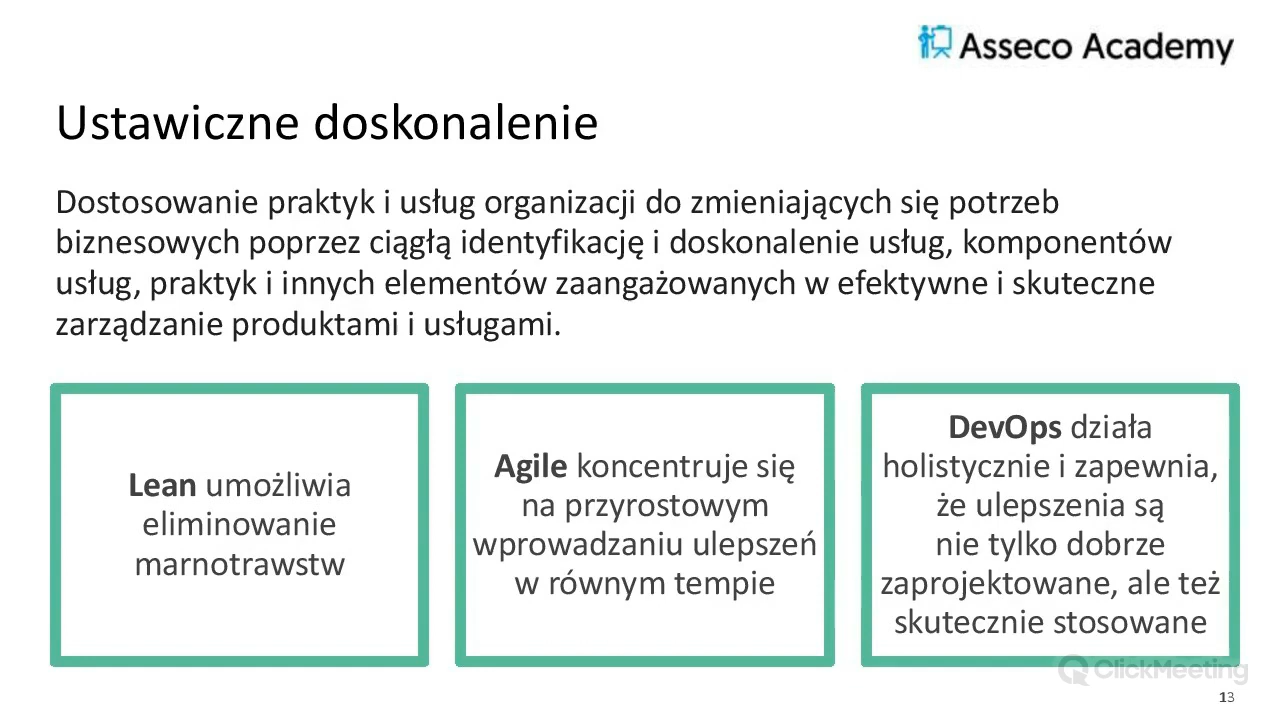 Asseco Academy
Ustawiczne doskonalenie
Dostosowanie praktyk i usług organizacji do zmieniających się potrzeb
biznesowych poprzez ciągłą identyfikację i doskonalenie usług, komponentów
usług, praktyk i innych elementów zaangażowanych w efektywne i skuteczne
zarządzanie produktami i usługami.
Lean umożliwia
eliminowanie
marnotrawstw
Agile koncentruje się
na przyrostowym
wprowadzaniu ulepszeń
w równym tempie
DevOps działa
holistycznie i zapewnia,
że ulepszenia są
nie tylko dobrze
zaprojektowane, ale też
skutecznie stosowane
ClickMeeting
13